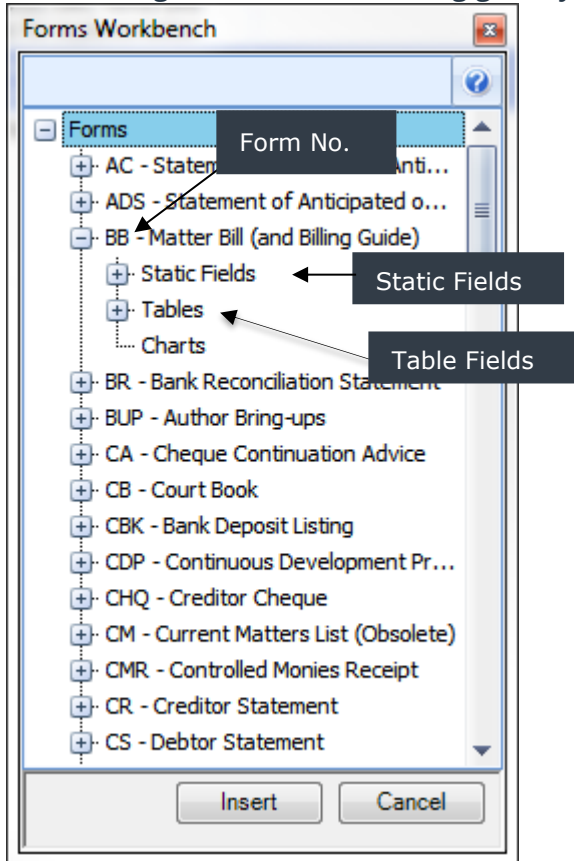 Forms Workbench
Forms
Form No.
AC - Statem Anti...
ADS - Statement of Anticipated o...
BB - Matter Bill (and Billing Guide)
Static Fields
Static Fields
Tables
Charts
Table Fields
BR - Bank Reconciliation Statement
BUP - Author Bring-ups
CA - Cheque Continuation Advice
CB - Court Book
CBK - Bank Deposit Listing
CDP - Continuous Development Pr...
CHQ - Creditor Cheque
CM - Current Matters List (Obsolete)
CMR - Controlled Monies Receipt
CR - Creditor Statement
CS - Debtor Statement
Insert Cancel